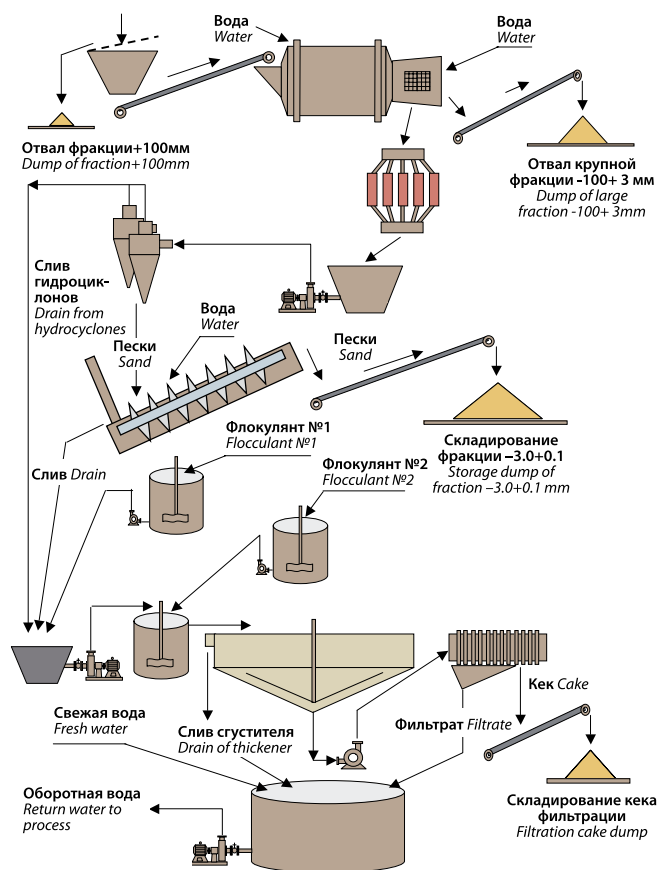 Вода
Water
Вода
Water
Отвал фракции+100мм
Dump of fraction+100mm
Отвал крупной
фракции -100+ 3 мм
Dump of large
fraction -100+ 3mm
Слив
гидроцик-
лонов
Drain from
hydrocyclones
Вода
Water
Пески
Sand
Пески
Sand
Складирование
фракции –3.0+0.1
Storage dump of
fraction –3.0+0.1 mm
Флокулянт №1
Flocculant №1
Флокулянт №2
Flocculant №2
Слив Drain
Кек Cake
Свежая вода
Fresh water
Слив сгустителя
Drain of thickener
Фильтрат Filtrate
Оборотная вода
Return water to
process
Складирование кека
фильтрации
Filtration cake dump